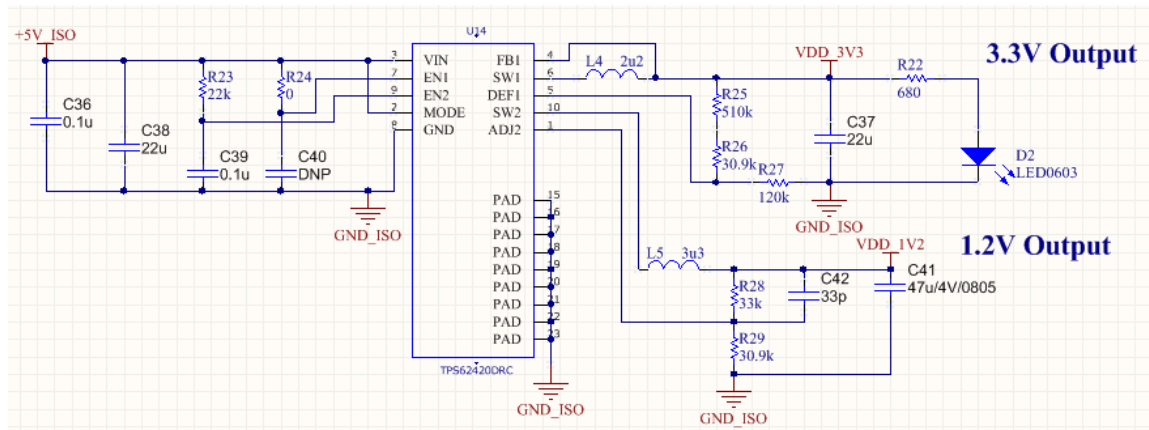 +5V_ISO
C36
0.1u
C38
22u
R23
22k
R24
0
C39
0.1u
C40
DNP
GND_ISO
U14
3 VIN FB1 4
7 EN1 SW1 6
9 EN2 DEF1 5
2 MODE SW2 10
8 GND ADJ2 1
PAD 15
PAD 16
PAD 17
PAD 18
PAD 19
PAD 20
PAD 21
PAD 22
PAD 23
TPS62420DRC
GND_ISO
L4 2u2
R25
510k
R26
30.9k
R27
120k
VDD_3V3
C37
22u
GND_ISO
R22
680
3.3V Output
D2
LED0603
1.2V Output
VDD_1V2
L5 3u3
R28
33k
C42
33p
C41
47u/4V/0805
R29
30.9k
GND_ISO